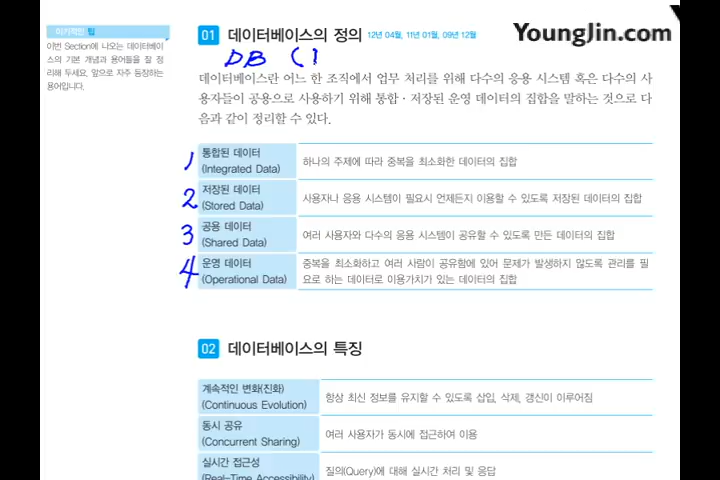 이기적인 팁
이번 Section에 나오는 데이터베이
스의 기본 개념과 용어들을 잘 정
리해 두세요. 앞으로 자주 등장하는
용어입니다.
YoungJin.com
01 데이터베이스의 정의 12년 04월, 11년 01월, 09년 12월
DB (1
데이터베이스란 어느 한 조직에서 업무 처리를 위해 다수의 응용 시스템 혹은 다수의 사
용자들이 공용으로 사용하기 위해 통합·저장된 운영 데이터의 집합을 말하는 것으로 다
음과 같이 정리할 수 있다.
1 통합된 데이터
(Integrated Data)
하나의 주제에 따라 중복을 최소화한 데이터의 집합
2 저장된 데이터
(Stored Data)
사용자나 응용 시스템이 필요시 언제든지 이용할 수 있도록 저장된 데이터의 집합
3 공용 데이터
(Shared Data)
여러 사용자와 다수의 응용 시스템이 공유할 수 있도록 만든 데이터의 집합
4 운영 데이터
(Operational Data)
중복을 최소화하고 여러 사람이 공유함에 있어 문제가 발생하지 않도록 관리를 필
요로 하는 데이터로 이용가치가 있는 데이터의 집합
02 데이터베이스의 특징
계속적인 변화(진화)
(Continuous Evolution)
항상 최신 정보를 유지할 수 있도록 삽입, 삭제, 갱신이 이루어짐
동시 공유
(Concurrent Sharing)
여러 사용자가 동시에 접근하여 이용
실시간 접근성
(Real-Time Accessibility)
질의(Query)에 대해 실시간 처리 및 응답